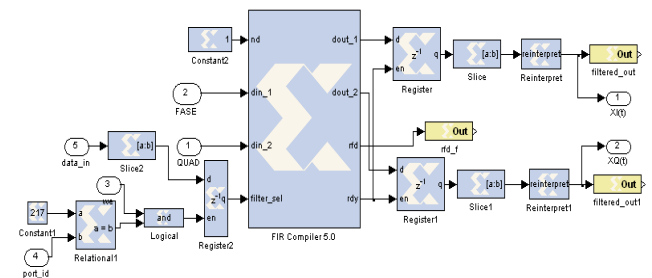 1
nd
Constant2
2
FASE
din_1
1
QUAD
din_2
dout_1
dout_2
rfd
rdy
filter_sel
FIR Compiler 5.0
d
en
z-1
q
Register
[a:b]
Slice
reinterpret
Reinterpret
Out
filtered_out
1
XI(t)
Out
rfd_f
d
en
z-1
q
Register1
[a:b]
Slice1
reinterpret
Reinterpret1
2
XQ(t)
Out
filtered_out1
5
data_in
[a:b]
Slice2
3
we
217
Constant1
4
port_id
a
b
a = b
Relational1
and
Logical
d
en
z-1
q
Register2